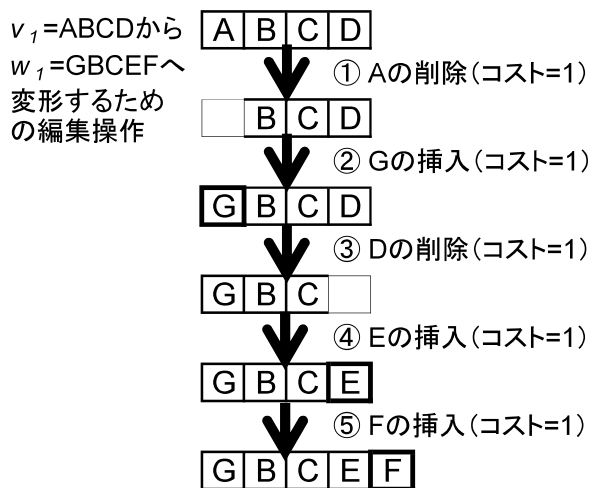 v₁=ABCDから
w₁=GBCEFへ
変形するため
の編集操作
A B C D
① Aの削除(コスト=1)
B C D
② Gの挿入(コスト=1)
G B C D
③ Dの削除(コスト=1)
G B C
④ Eの挿入(コスト=1)
G B C E
⑤ Fの挿入(コスト=1)
G B C E F